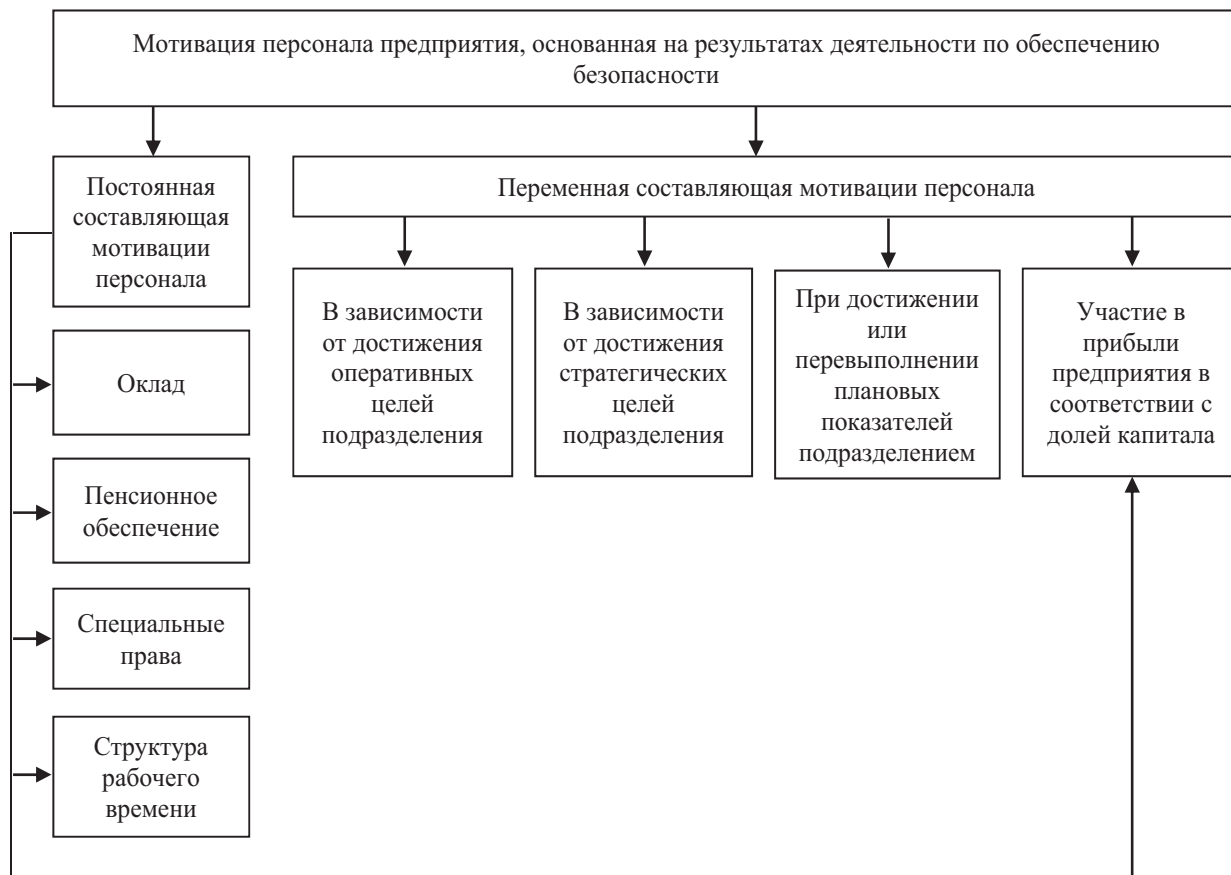 Мотивация персонала предприятия, основанная на результатах деятельности по обеспечению
безопасности
Постоянная
составляющая
мотивации
персонала
Переменная составляющая мотивации персонала
В зависимости
от достижения
оперативных
целей
подразделения
В зависимости
от достижения
стратегических
целей
подразделения
При достижении
или
перевыполнении
плановых
показателей
подразделением
Участие в
прибыли
предприятия в
соответствии с
долей капитала
Оклад
Пенсионное
обеспечение
Специальные
права
Структура
рабочего
времени